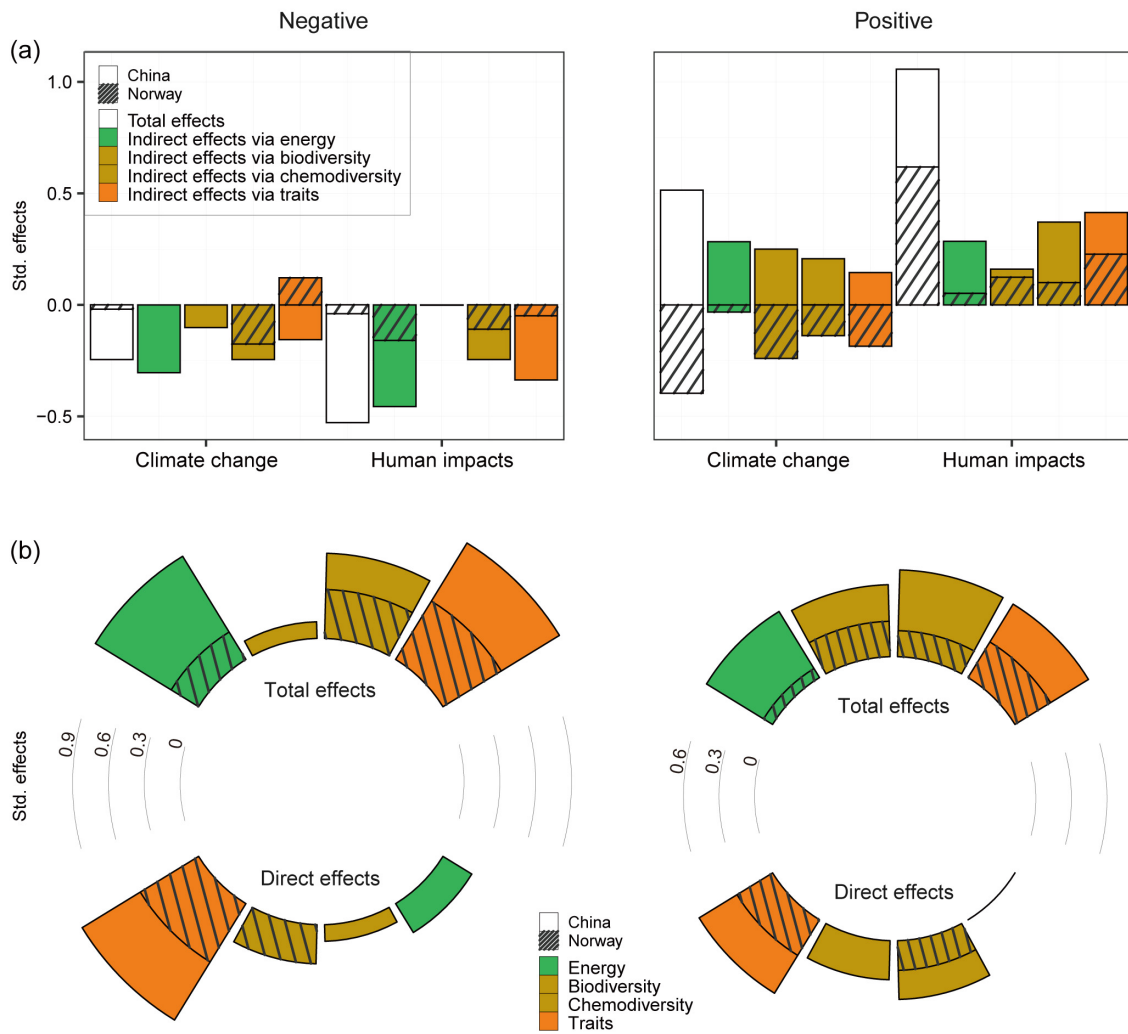 Negative
Positive
(a)
China
Norway
Total effects
Indirect effects via energy
Indirect effects via biodiversity
Indirect effects via chemodiversity
Indirect effects via traits
Std. effects
1.0
0.5
0.0
−0.5
Climate change
Human impacts
Climate change
Human impacts
(b)
Total effects
Total effects
Std. effects
0.9
0.6
0.3
0
0.6
0.3
0
Direct effects
Direct effects
China
Norway
Energy
Biodiversity
Chemodiversity
Traits